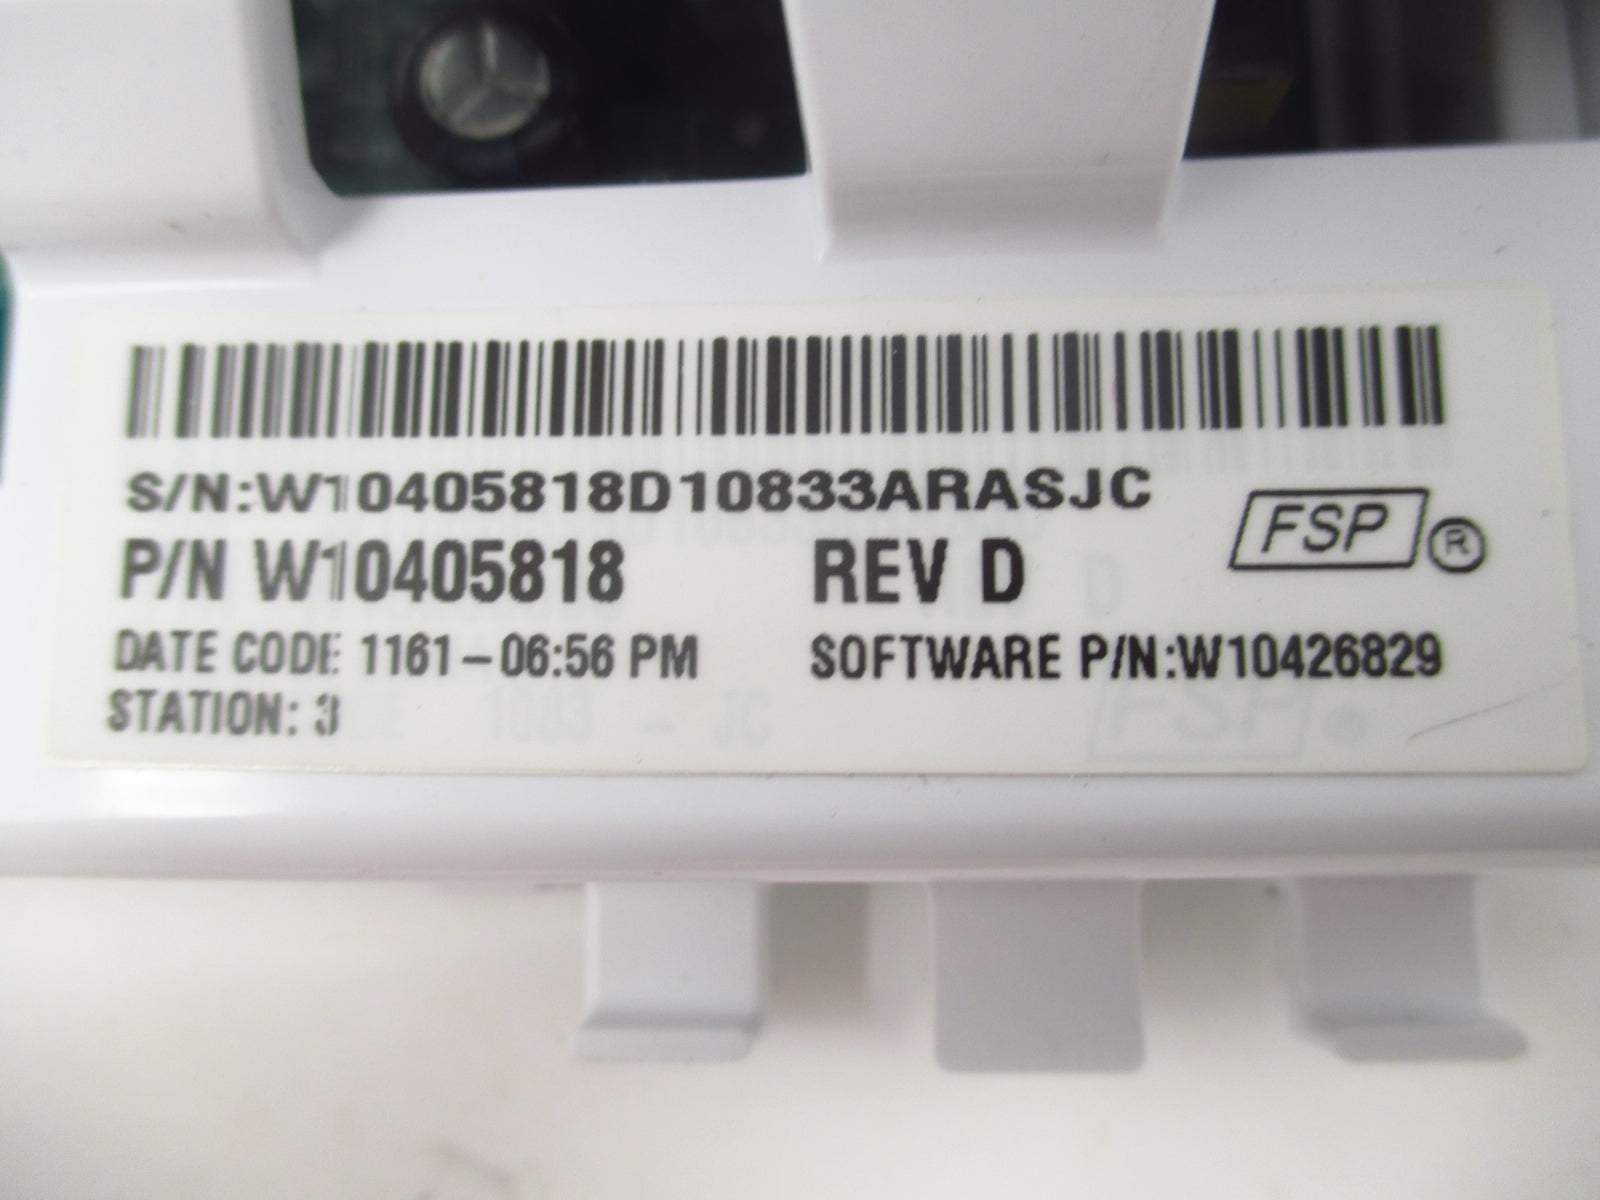 S/N:W10405818D10833ARASJC
P/N W10405818 REV D
FSP ®
DATE CODE 1161-06:56 PM SOFTWARE P/N:W10426829
STATION: 3